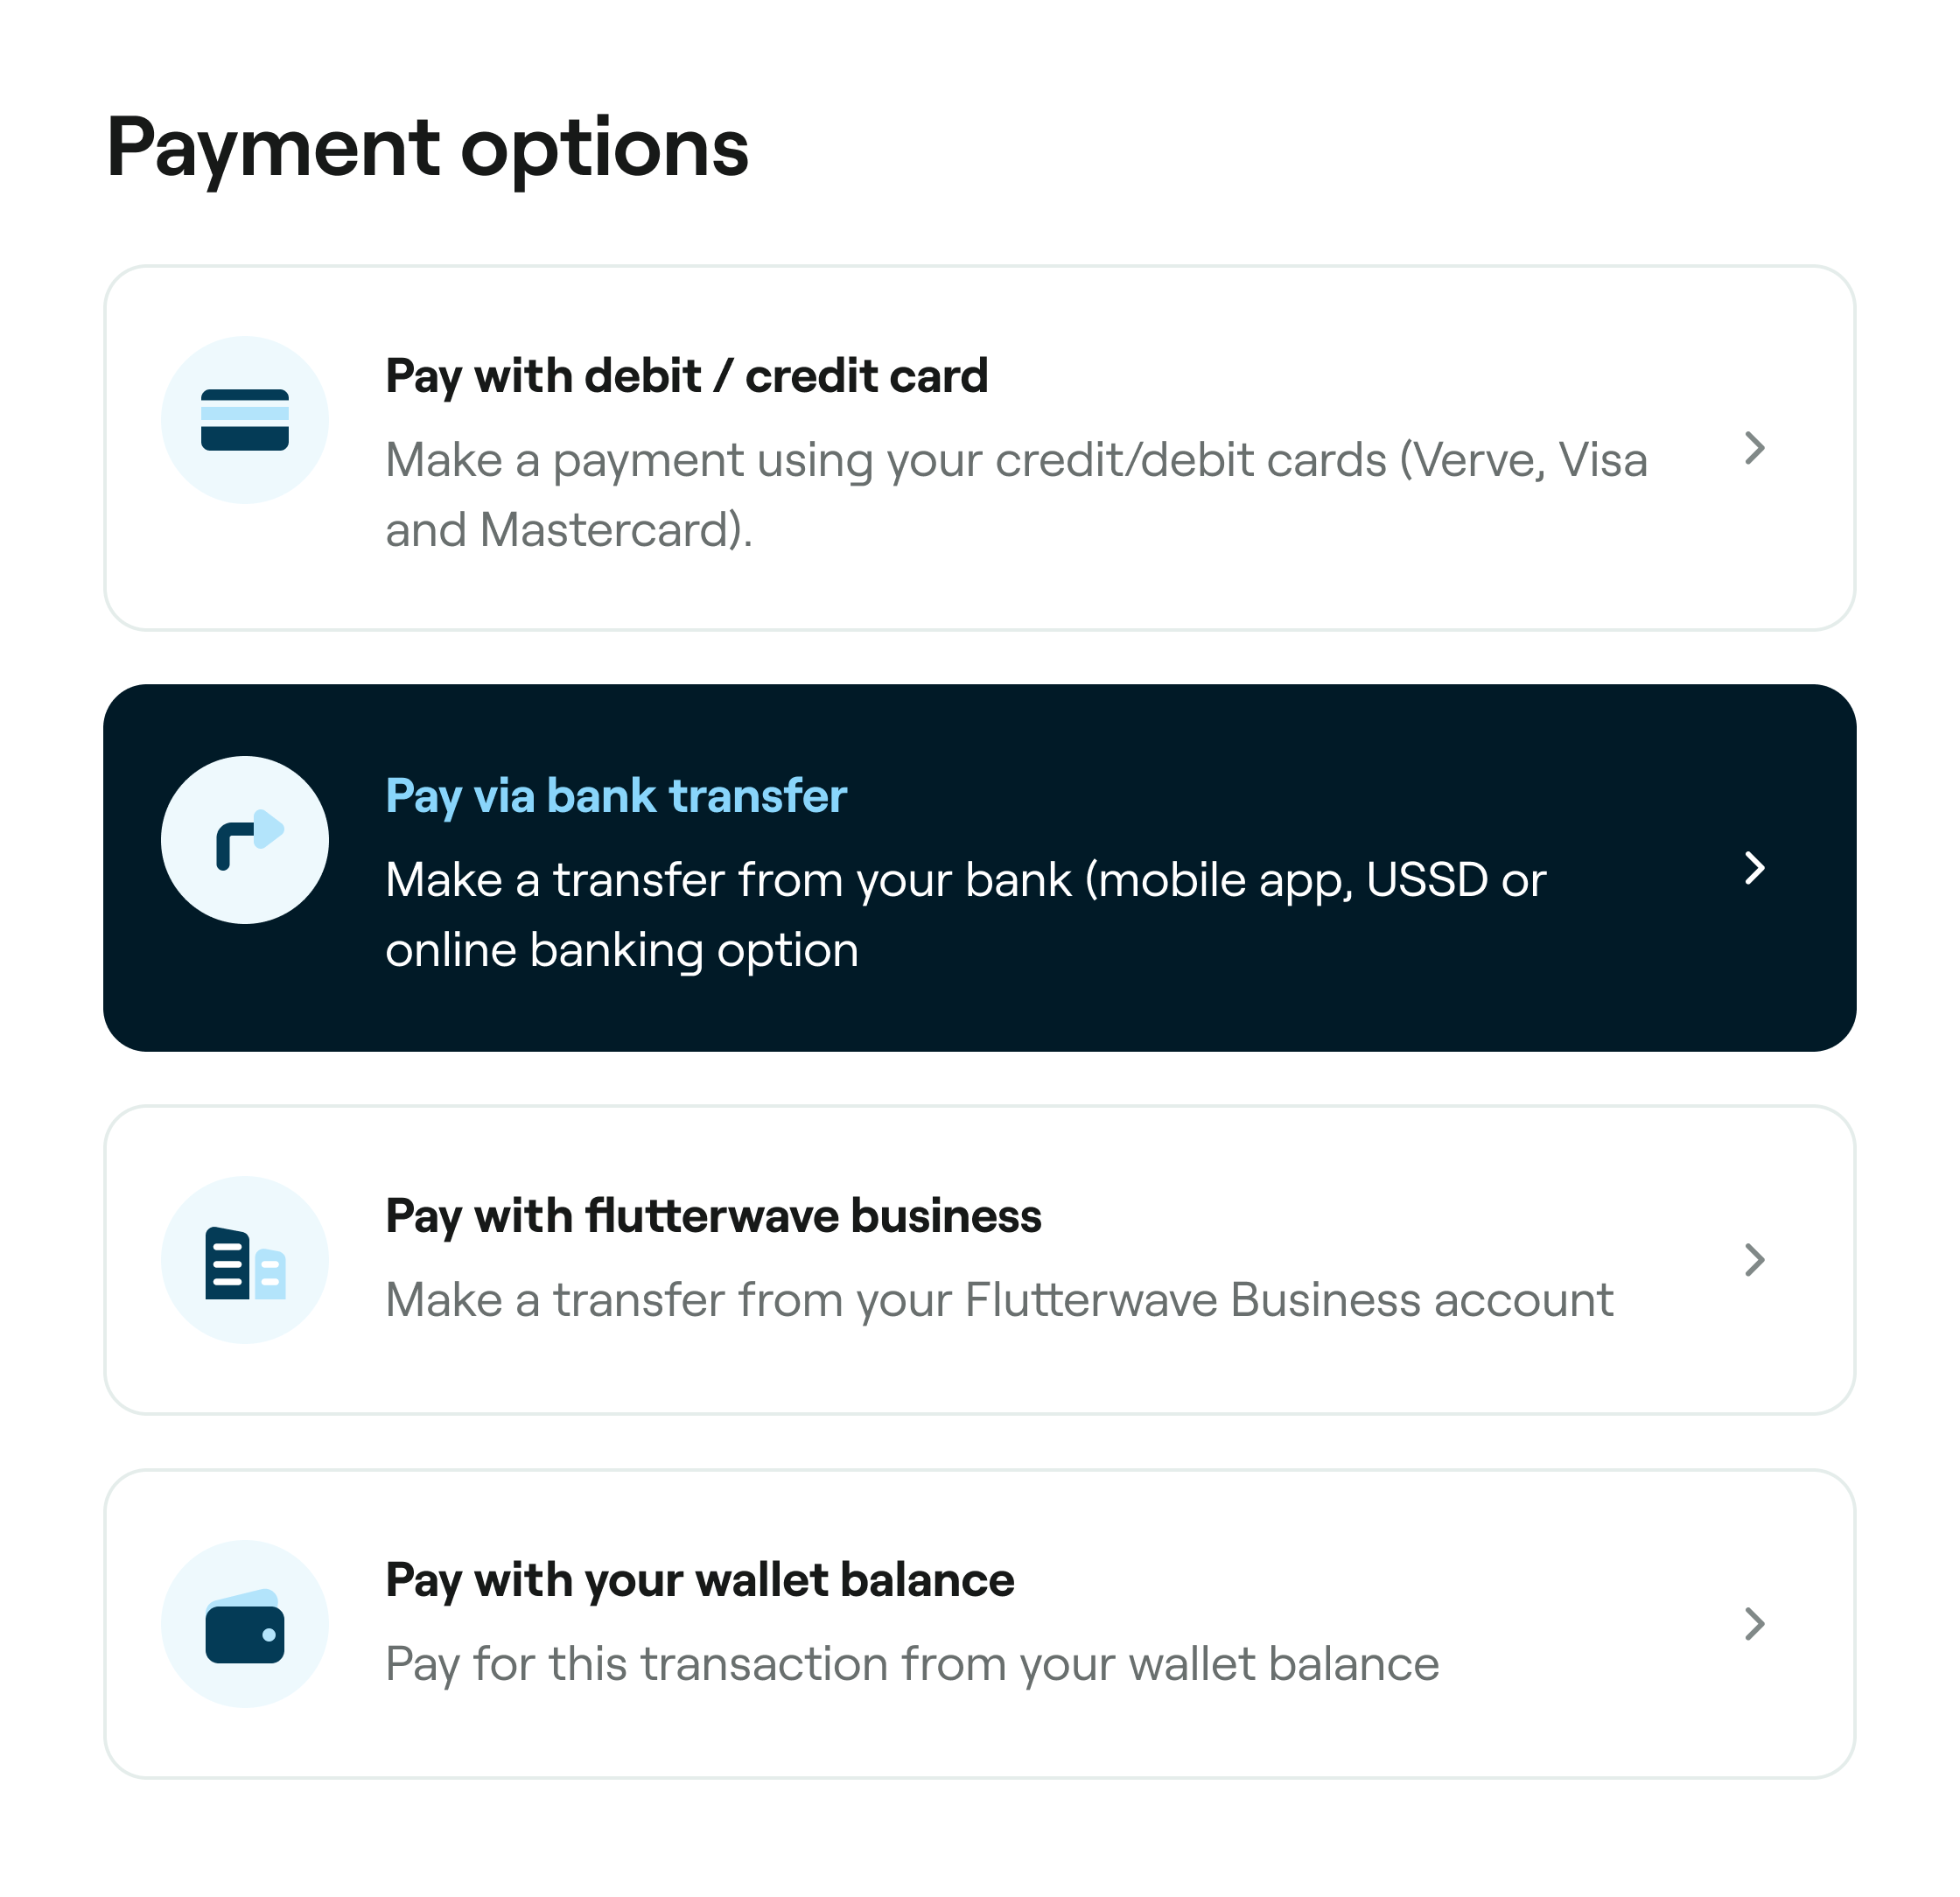 Payment options
Pay with debit / credit card
Make a payment using your credit/debit cards (Verve, Visa
and Mastercard).
Pay via bank transfer
Make a transfer from your bank (mobile app, USSD or
online banking option
Pay with flutterwave business
Make a transfer from your Flutterwave Business account
Pay with your wallet balance
Pay for this transaction from your wallet balance